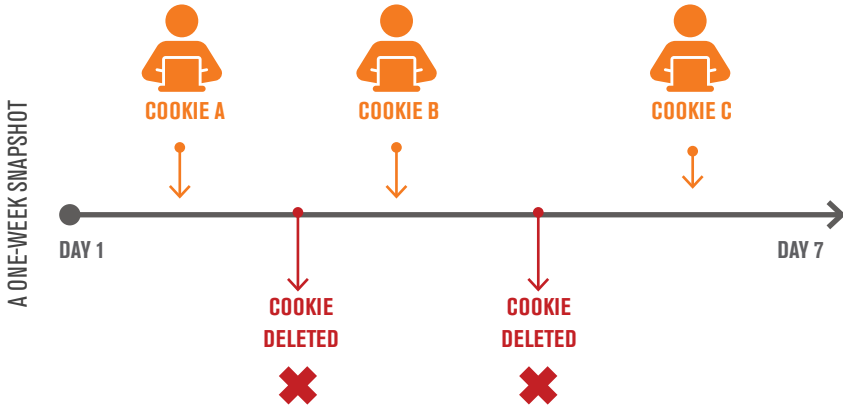 A ONE-WEEK SNAPSHOT
COOKIE A
COOKIE B
COOKIE C
DAY 1
DAY 7
COOKIE
DELETED
COOKIE
DELETED